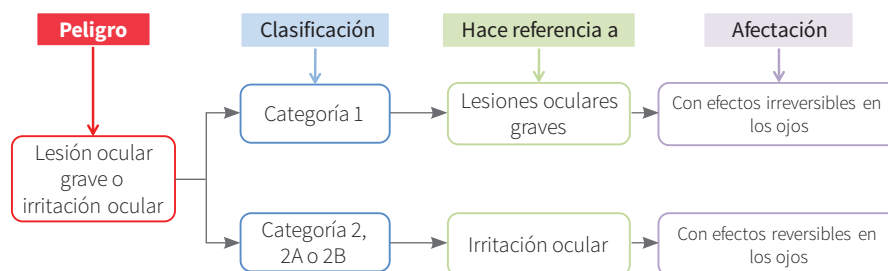 Peligro
Clasificación
Hace referencia a
Afectación
Lesión ocular
grave o
irritación ocular
Categoría 1
Lesiones oculares
graves
Con efectos irreversibles en
los ojos
Categoría 2,
2A o 2B
Irritación ocular
Con efectos reversibles en
los ojos